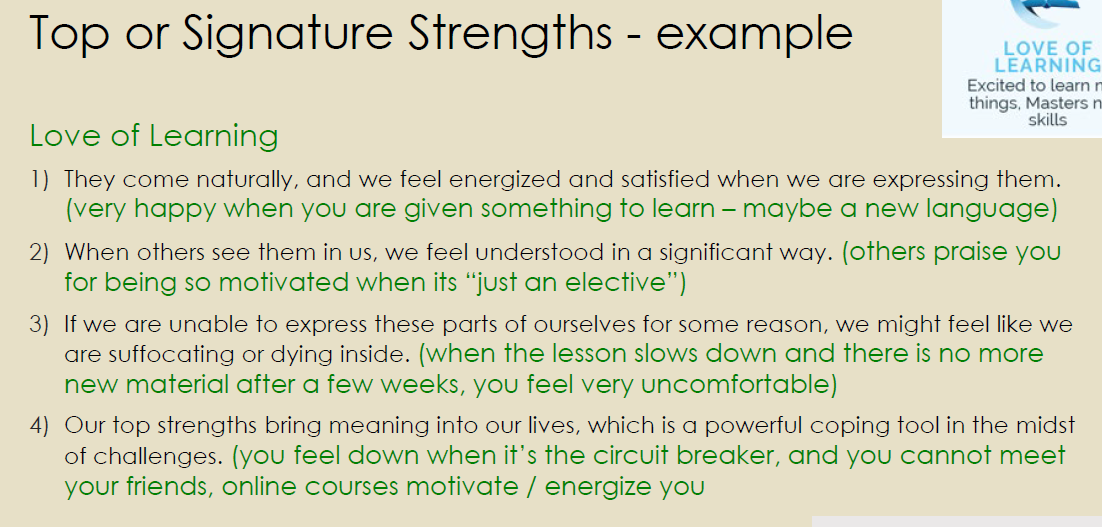 Top or Signature Strengths - example
LOVE OF
LEARNING
Excited to learn
things, Masters
skills
Love of Learning
1) They come naturally, and we feel energized and satisfied when we are expressing them.
(very happy when you are given something to learn – maybe a new language)
2) When others see them in us, we feel understood in a significant way. (others praise you
for being so motivated when its “just an elective”)
3) If we are unable to express these parts of ourselves for some reason, we might feel like we
are suffocating or dying inside. (when the lesson slows down and there is no more
new material after a few weeks, you feel very uncomfortable)
4) Our top strengths bring meaning into our lives, which is a powerful coping tool in the midst
of challenges. (you feel down when it’s the circuit breaker, and you cannot meet
your friends, online courses motivate / energize you